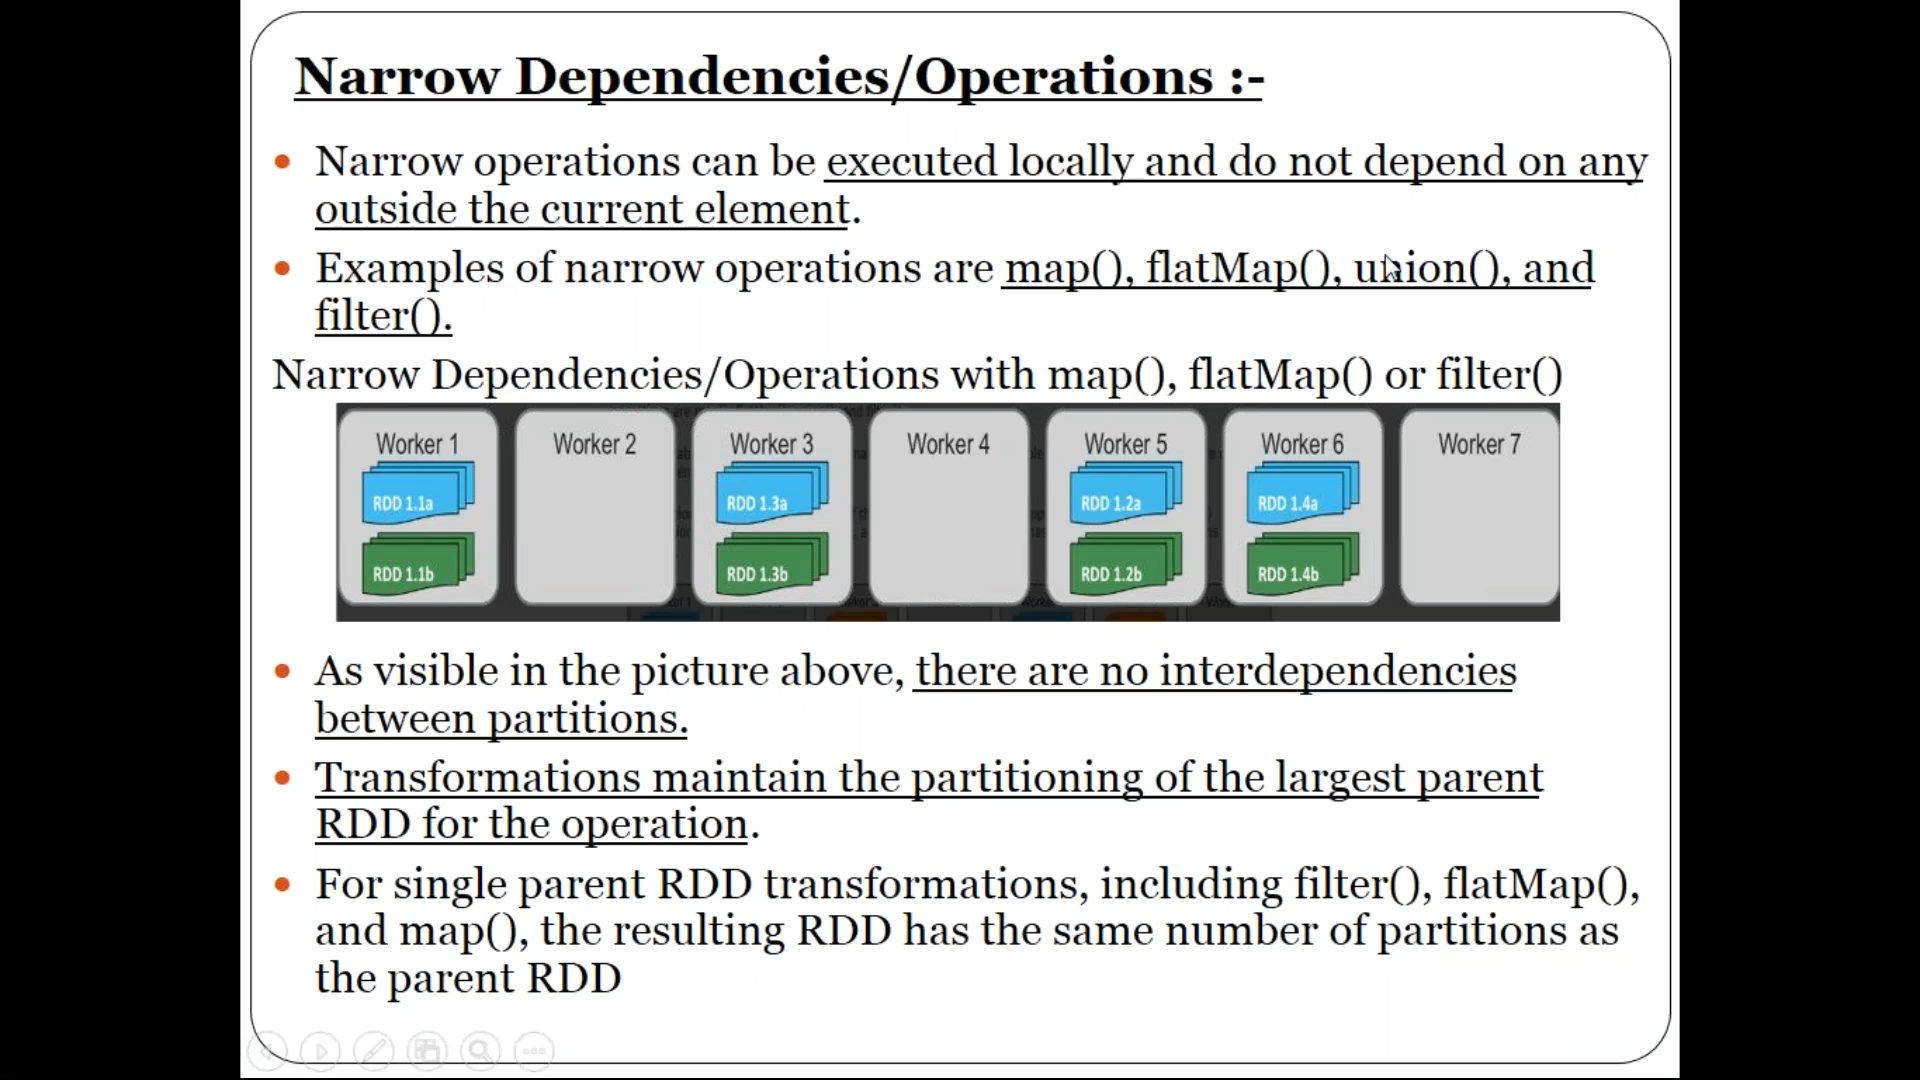 Narrow Dependencies/Operations :-
• Narrow operations can be executed locally and do not depend on any
outside the current element.
• Examples of narrow operations are map(), flatMap(), union(), and
filter().
Narrow Dependencies/Operations with map(), flatMap() or filter()
Worker 1 Worker 2 Worker 3 Worker 4 Worker 5 Worker 6 Worker 7
RDD 1.1a RDD 1.3a RDD 1.2a RDD 1.4a
RDD 1.1b RDD 1.3b RDD 1.2b RDD 1.4b
• As visible in the picture above, there are no interdependencies
between partitions.
• Transformations maintain the partitioning of the largest parent
RDD for the operation.
• For single parent RDD transformations, including filter(), flatMap(),
and map(), the resulting RDD has the same number of partitions as
the parent RDD